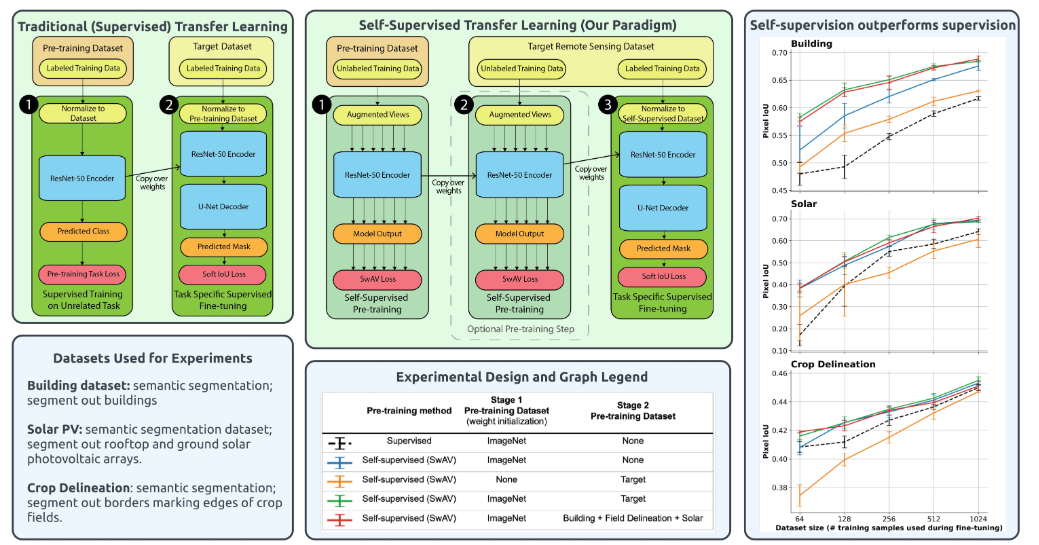 Traditional (Supervised) Transfer Learning
Pre-training Dataset
Labeled Training Data
Target Dataset
Labeled Training Data
1
Normalize to
Dataset
ResNet-50 Encoder
Predicted Class
Pre-training Task Loss
Supervised Training
on Unrelated Task
Copy over
weights
2
Normalize to
Pre-training Dataset
ResNet-50 Encoder
U-Net Decoder
Predicted Mask
Soft IoU Loss
Task Specific Supervised
Fine-tuning
Self-Supervised Transfer Learning (Our Paradigm)
Pre-training Dataset
Unlabeled Training Data
Target Remote Sensing Dataset
Unlabeled Training Data
Labeled Training Data
1
Augmented Views
ResNet-50 Encoder
Model Output
SwAV Loss
Self-Supervised
Pre-training
Copy over
weights
2
Augmented Views
ResNet-50 Encoder
Model Output
SwAV Loss
Self-Supervised
Pre-training
Optional Pre-training Step
Copy over
weights
3
Normalize to
Self-Supervised Dataset
ResNet-50 Encoder
U-Net Decoder
Predicted Mask
Soft IoU Loss
Task Specific Supervised
Fine-tuning
Datasets Used for Experiments
Building dataset: semantic segmentation;
segment out buildings
Solar PV: semantic segmentation dataset;
segment out rooftop and ground solar
photovoltaic arrays.
Crop Delineation: semantic segmentation;
segment out borders marking edges of crop
fields.
Experimental Design and Graph Legend
Pre-training method
Stage 1
Pre-training Dataset
(weight initialization)
Stage 2
Pre-training Dataset
Supervised ImageNet None
Self-supervised (SwAV) ImageNet None
Self-supervised (SwAV) None Target
Self-supervised (SwAV) ImageNet Target
Self-supervised (SwAV) ImageNet Building + Field Delineation + Solar
Self-supervision outperforms supervision
Building
Pixel IoU
0.70
0.65
0.60
0.55
0.50
0.45
Solar
Pixel IoU
0.70
0.60
0.50
0.40
0.30
0.20
0.10
Crop Delineation
Pixel IoU
0.46
0.44
0.42
0.40
0.38
64 128 256 512 1024
Dataset size (# training samples used during fine-tuning)